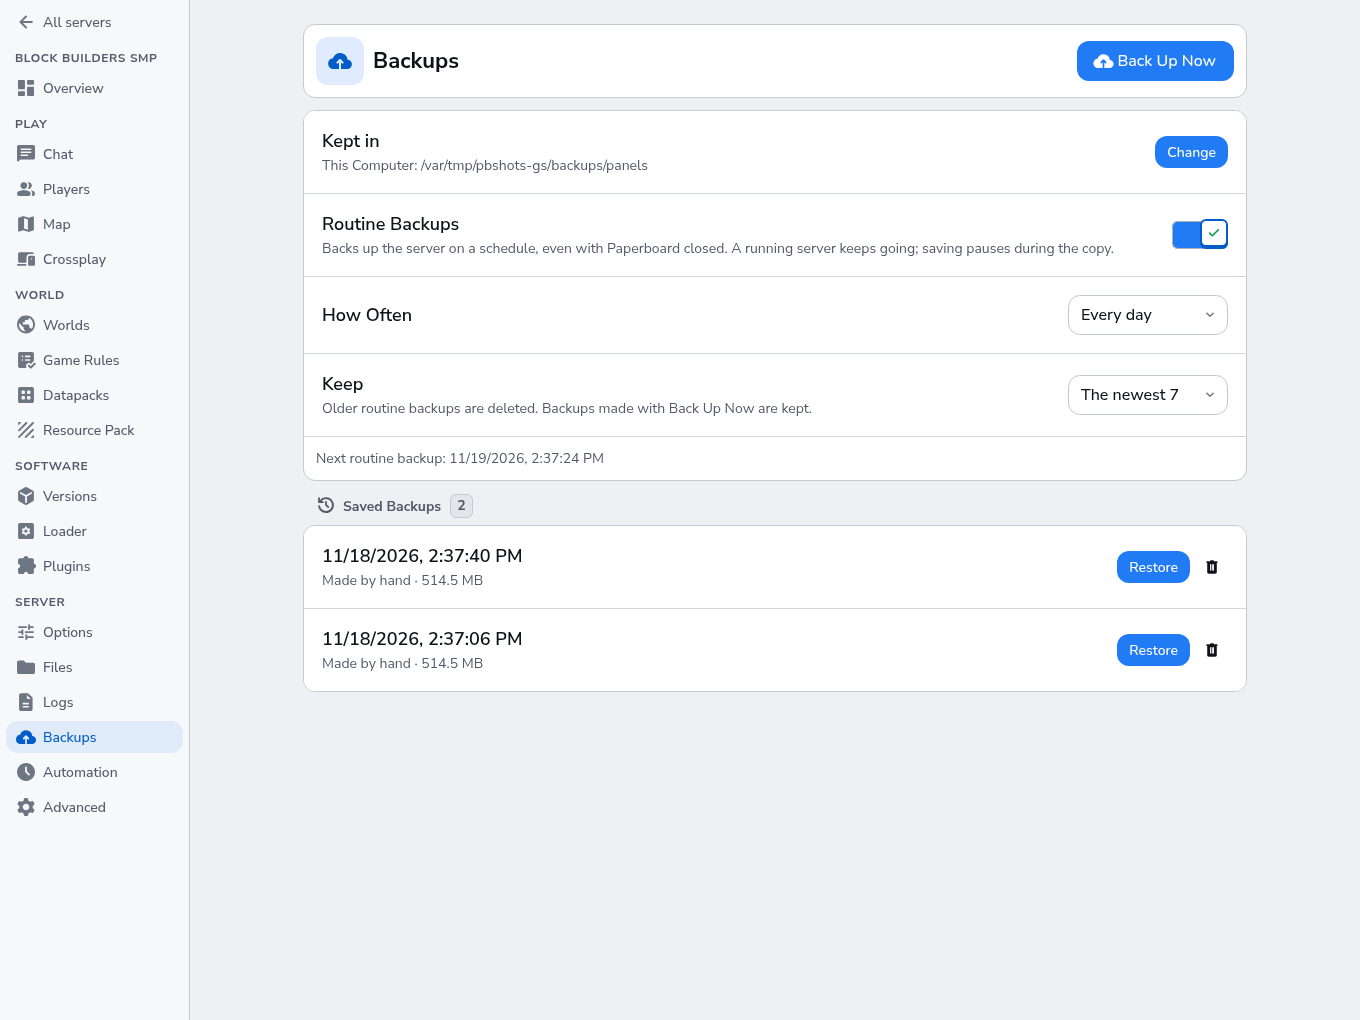 All servers
BLOCK BUILDERS SMP
Overview
PLAY
Chat
Players
Map
Crossplay
WORLD
Worlds
Game Rules
Datapacks
Resource Pack
SOFTWARE
Versions
Loader
Plugins
SERVER
Options
Files
Logs
Backups
Automation
Advanced
Backups
Back Up Now
Kept in
This Computer: /var/tmp/pbshots-gs/backups/panels
Change
Routine Backups
Backs up the server on a schedule, even with Paperboard closed. A running server keeps going; saving pauses during the copy.
How Often
Every day
Keep
Older routine backups are deleted. Backups made with Back Up Now are kept.
The newest 7
Next routine backup: 11/19/2026, 2:37:24 PM
Saved Backups 2
11/18/2026, 2:37:40 PM
Made by hand · 514.5 MB
Restore
11/18/2026, 2:37:06 PM
Made by hand · 514.5 MB
Restore